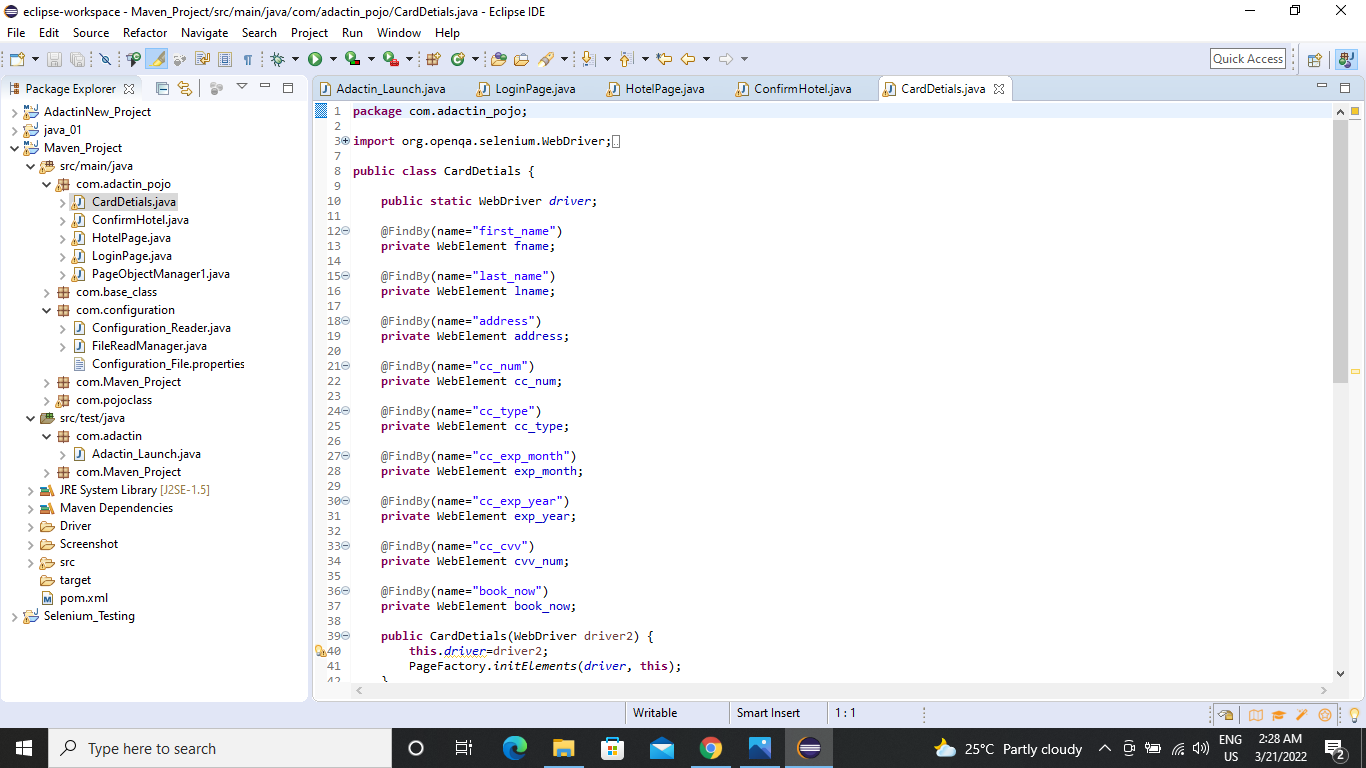 eclipse-workspace - Maven_Project/src/main/java/com/adactin_pojo/CardDetials.java - Eclipse IDE
File Edit Source Refactor Navigate Search Project Run Window Help
Quick Access
Package Explorer
AdactinNew_Project
java_01
Maven_Project
src/main/java
com.adactin_pojo
CardDetials.java
ConfirmHotel.java
HotelPage.java
LoginPage.java
PageObjectManager1.java
com.base_class
com.configuration
Configuration_Reader.java
FileReadManager.java
Configuration_File.properties
com.Maven_Project
com.pojoclass
src/test/java
com.adactin
Adactin_Launch.java
com.Maven_Project
JRE System Library [J2SE-1.5]
Maven Dependencies
Driver
Screenshot
src
target
pom.xml
Selenium_Testing
Adactin_Launch.java LoginPage.java HotelPage.java ConfirmHotel.java CardDetials.java
1 package com.adactin_pojo;
2
3 import org.openqa.selenium.WebDriver;
7
8 public class CardDetials {
9
10 public static WebDriver driver;
11
12 @FindBy(name="first_name")
13 private WebElement fname;
14
15 @FindBy(name="last_name")
16 private WebElement lname;
17
18 @FindBy(name="address")
19 private WebElement address;
20
21 @FindBy(name="cc_num")
22 private WebElement cc_num;
23
24 @FindBy(name="cc_type")
25 private WebElement cc_type;
26
27 @FindBy(name="cc_exp_month")
28 private WebElement exp_month;
29
30 @FindBy(name="cc_exp_year")
31 private WebElement exp_year;
32
33 @FindBy(name="cc_cvv")
34 private WebElement cvv_num;
35
36 @FindBy(name="book_now")
37 private WebElement book_now;
38
39 public CardDetials(WebDriver driver2) {
40 this.driver=driver2;
41 PageFactory.initElements(driver, this);
42 }
Writable Smart Insert 1 : 1
Type here to search
25°C Partly cloudy
ENG
US
2:28 AM
3/21/2022
2